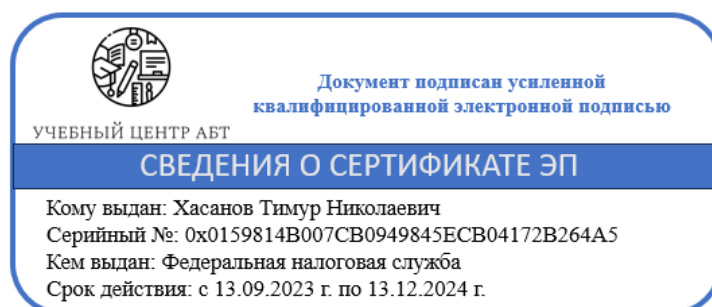 Документ подписан усиленной
квалифицированной электронной подписью
УЧЕБНЫЙ ЦЕНТР АБТ
СВЕДЕНИЯ О СЕРТИФИКАТЕ ЭП
Кому выдан: Хасанов Тимур Николаевич
Серийный №: 0x0159814B007CB0949845ECB04172B264A5
Кем выдан: Федеральная налоговая служба
Срок действия: с 13.09.2023 г. по 13.12.2024 г.